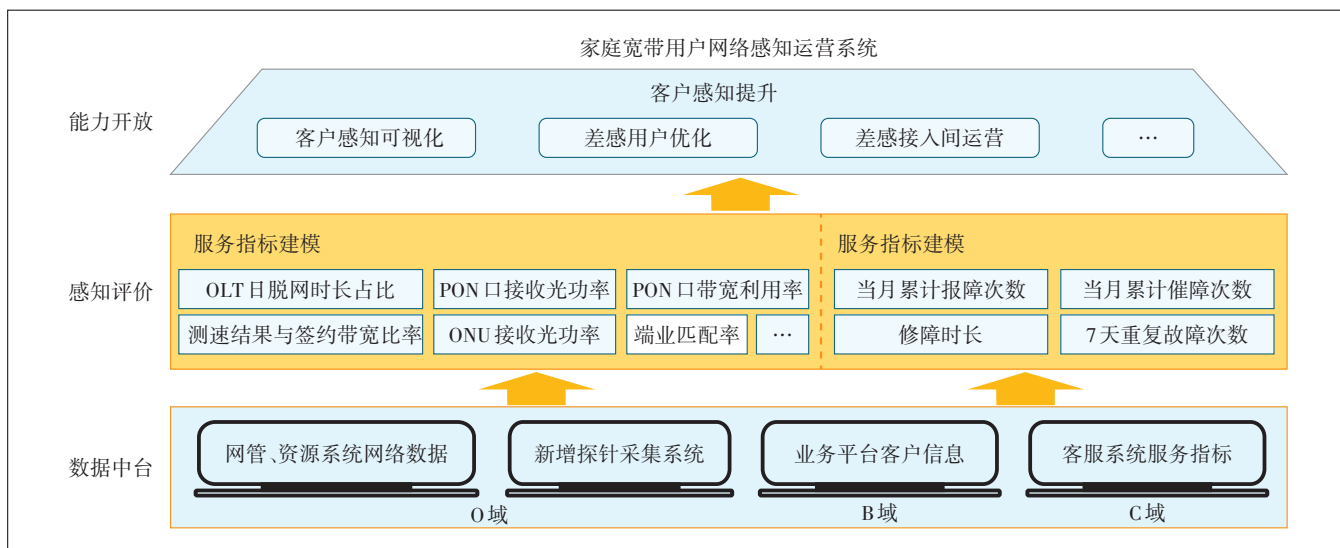 家庭宽带用户网络感知运营系统
客户感知提升
能力开放
客户感知可视化
差感用户优化
差感接入间运营
…
服务指标建模
服务指标建模
感知评价
OLT日脱网时长占比
PON口接收光功率
PON口带宽利用率
当月累计报障次数
当月累计催障次数
测速结果与签约带宽比率
ONU接收光功率
端业匹配率
…
修障时长
7天重复故障次数
数据中台
网管、资源系统网络数据
新增探针采集系统
业务平台客户信息
客服系统服务指标
O域
B域
C域